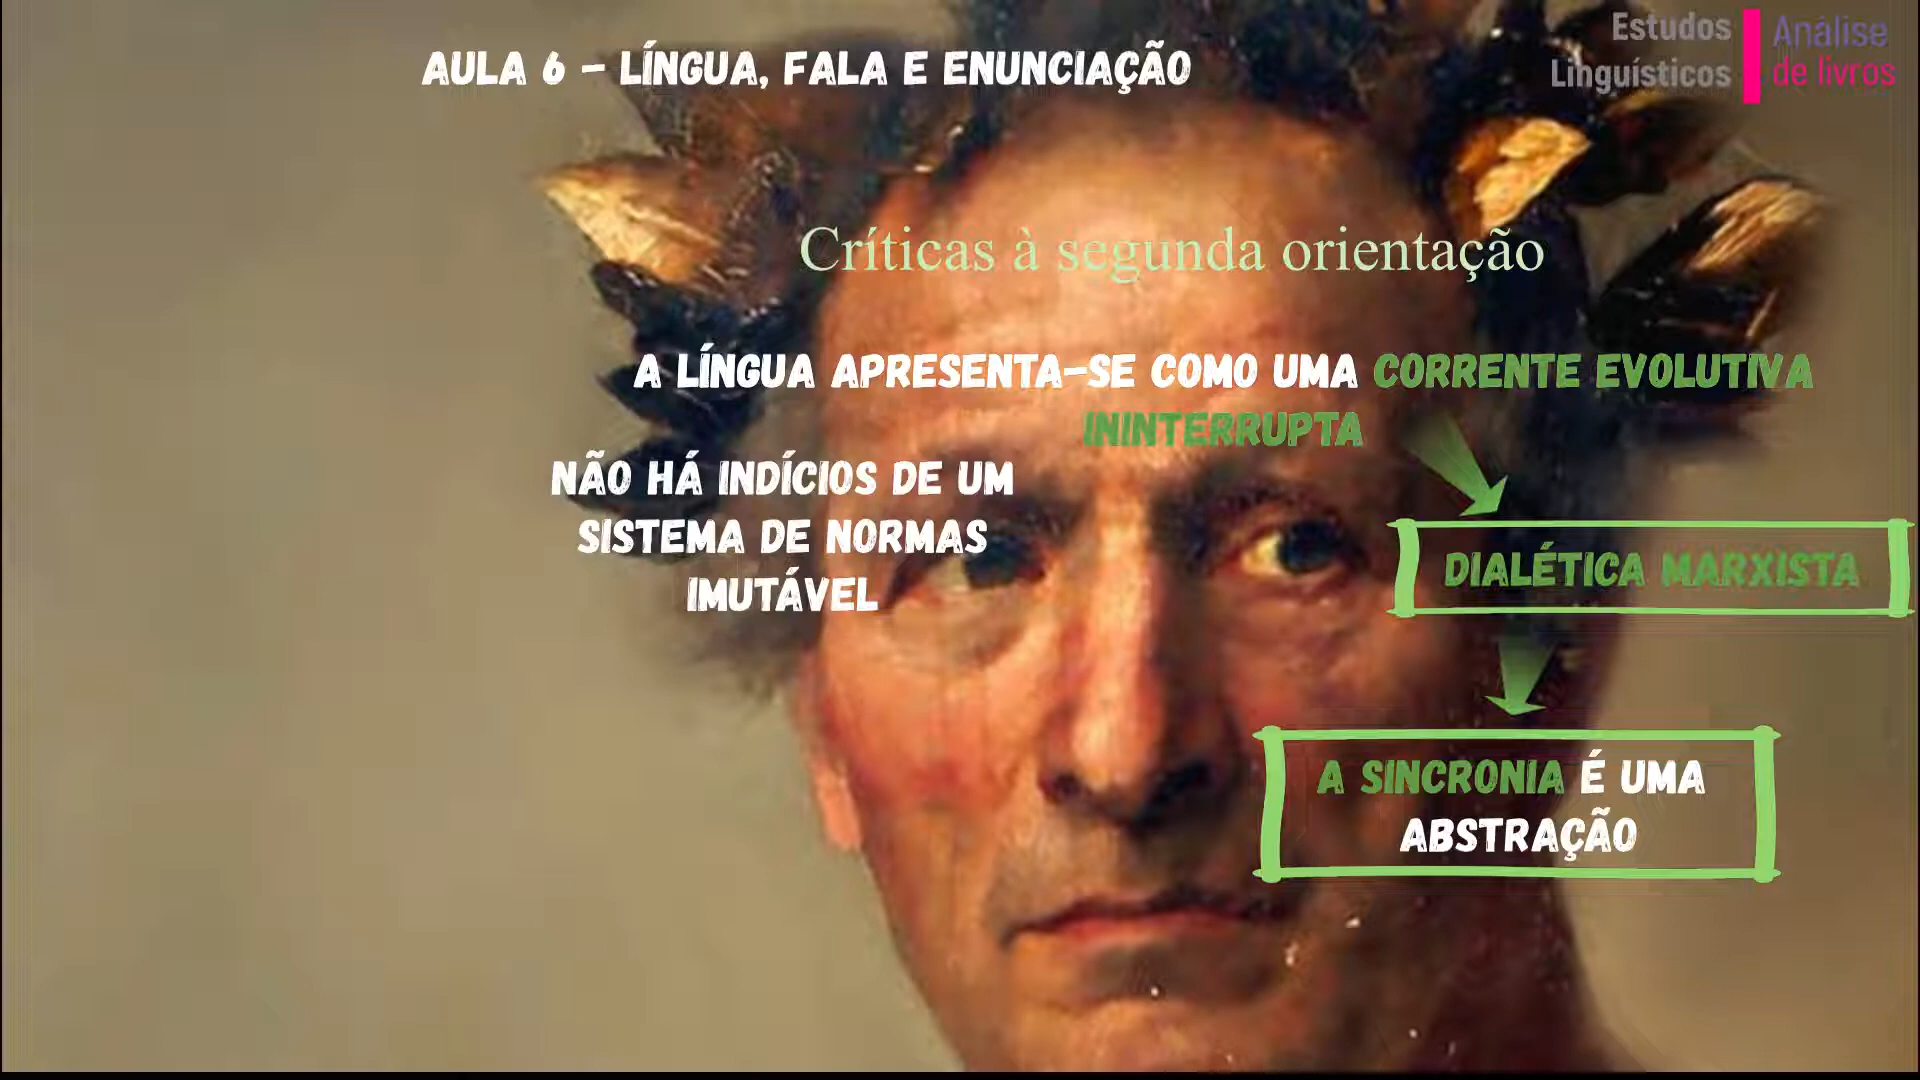 AULA 6 – LÍNGUA, FALA E ENUNCIAÇÃO
Estudos
Linguísticos
Análise
de livros
Críticas à segunda orientação
A LÍNGUA APRESENTA-SE COMO UMA CORRENTE EVOLUTIVA
ININTERRUPTA
NÃO HÁ INDÍCIOS DE UM
SISTEMA DE NORMAS
IMUTÁVEL
DIALÉTICA MARXISTA
A SINCRONIA É UMA
ABSTRAÇÃO